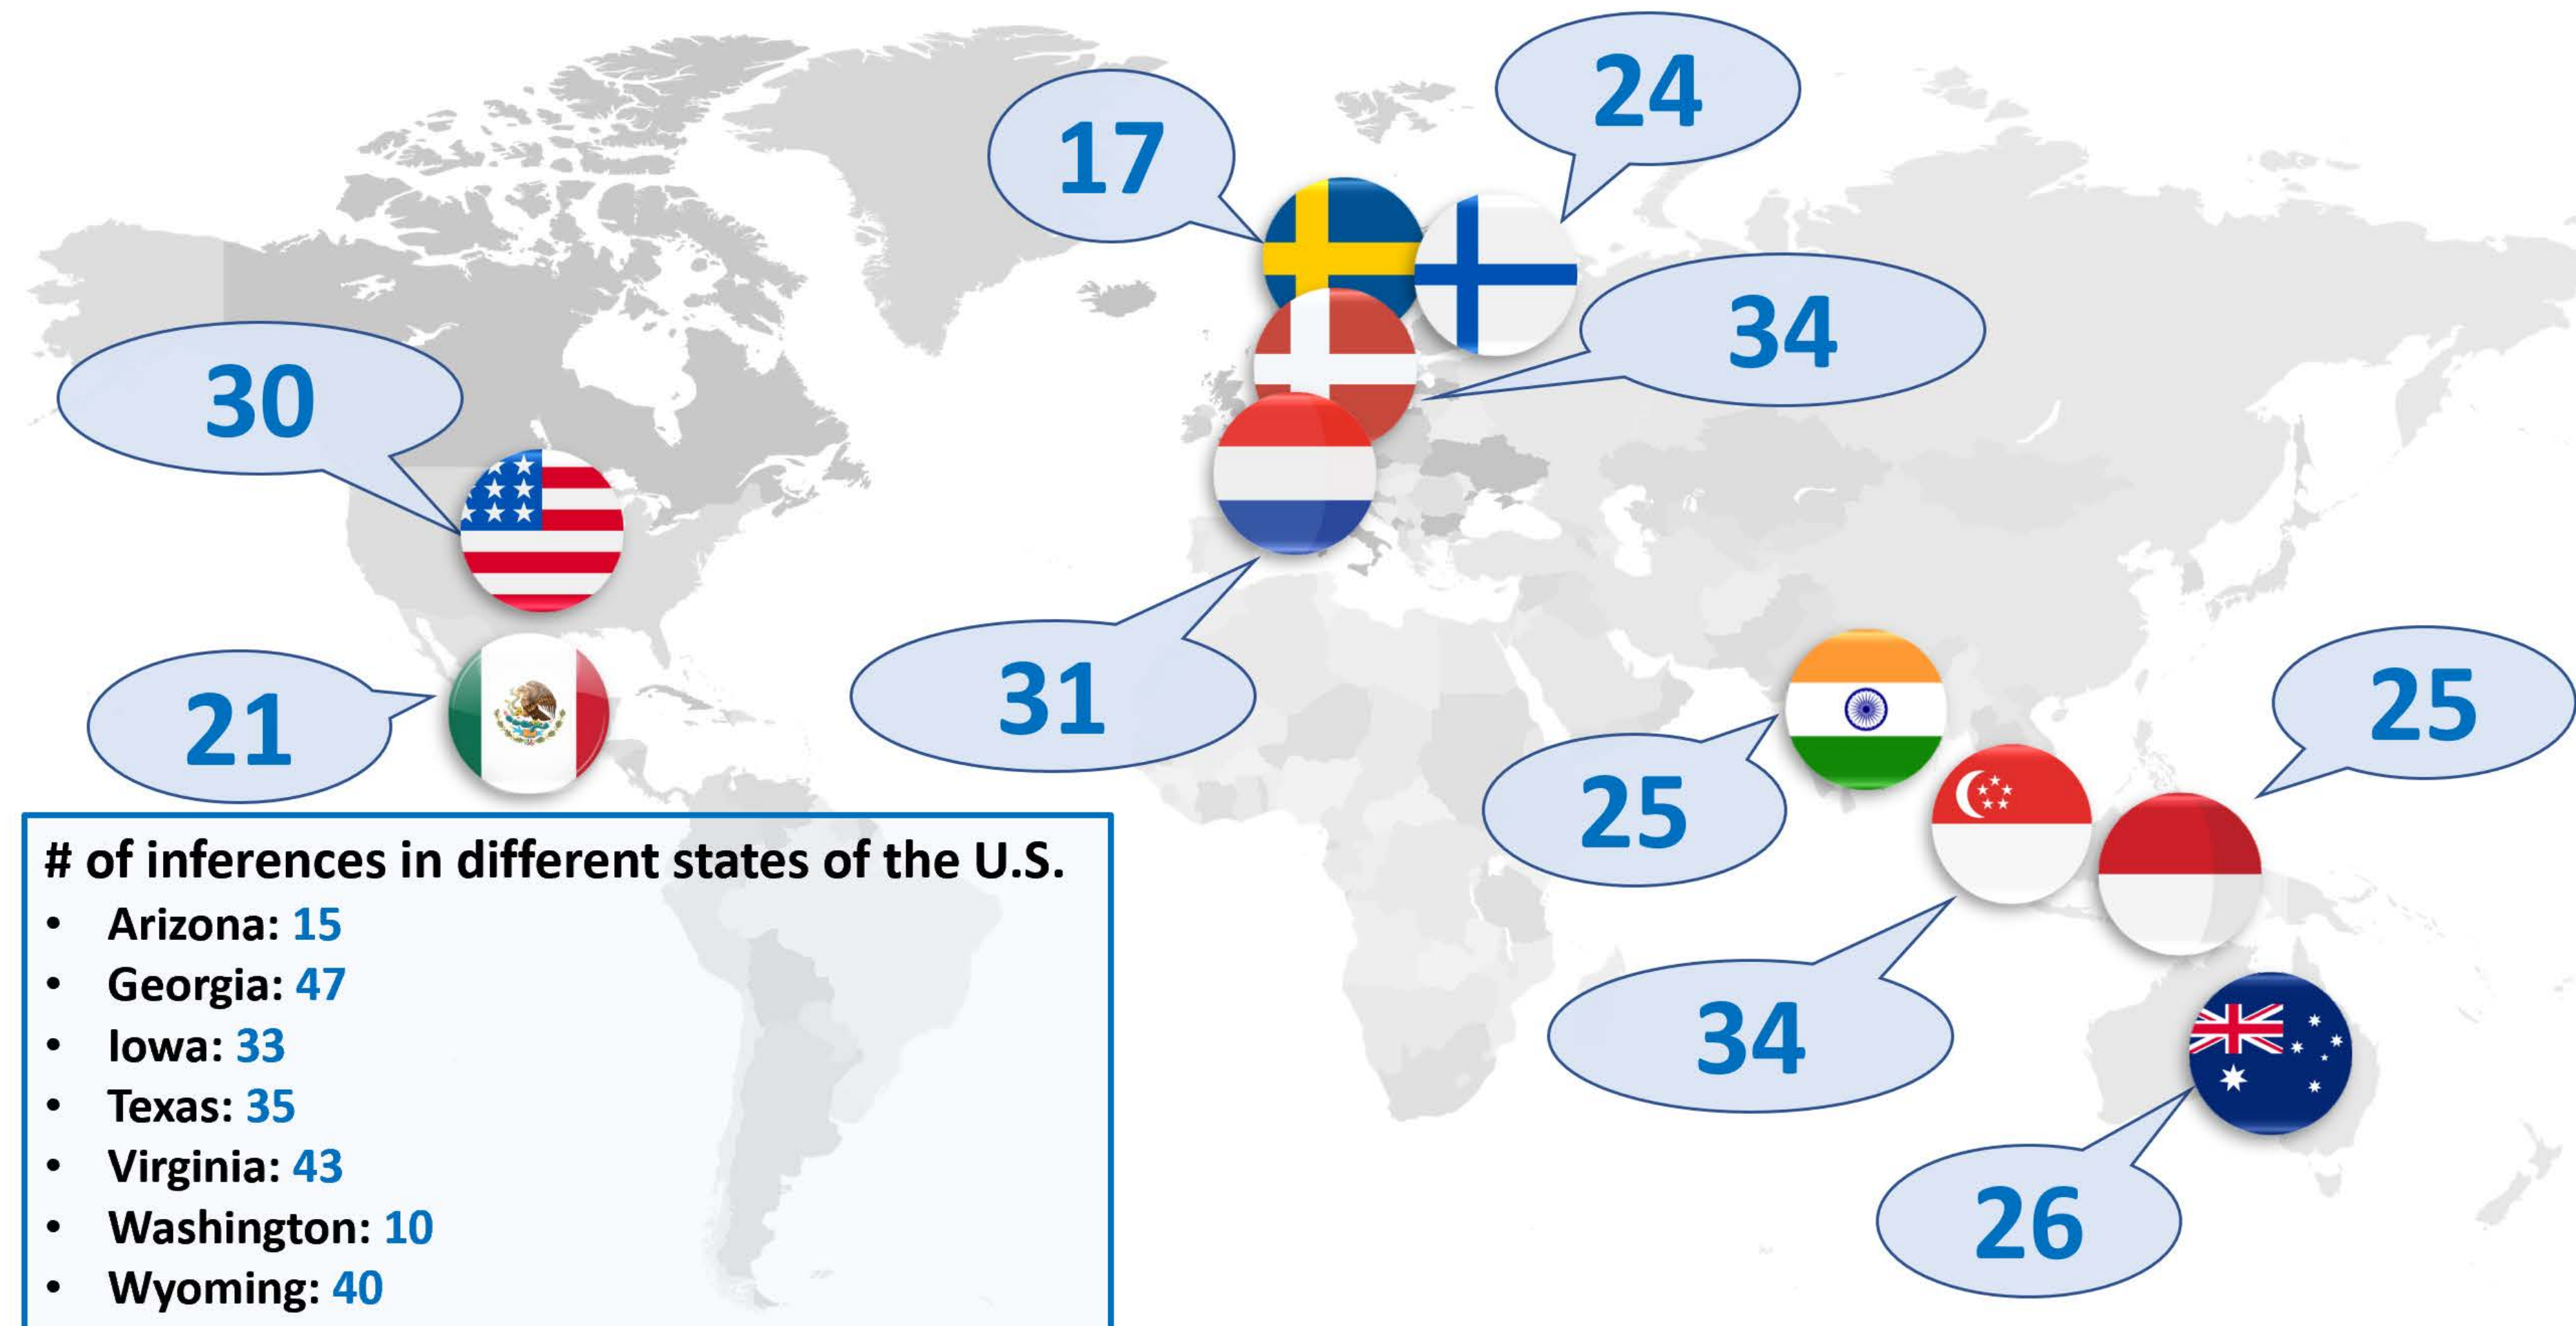 24
17
34
30
31
21
25
25
34
26
# of inferences in different states of the U.S.
• Arizona: 15
• Georgia: 47
• Iowa: 33
• Texas: 35
• Virginia: 43
• Washington: 10
• Wyoming: 40